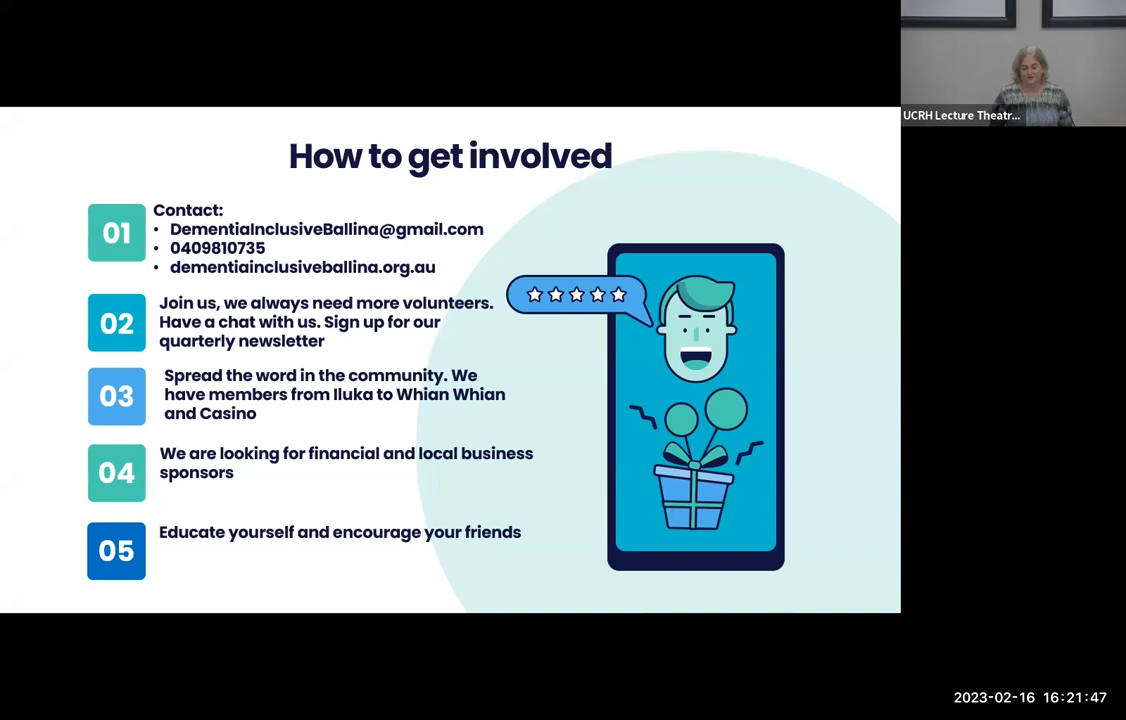 How to get involved
01
Contact:
• DementiaInclusiveBallina@gmail.com
• 0409810735
• dementiainclusiveballina.org.au
02
Join us, we always need more volunteers.
Have a chat with us. Sign up for our
quarterly newsletter
03
Spread the word in the community. We
have members from Iluka to Whian Whian
and Casino
04
We are looking for financial and local business
sponsors
05
Educate yourself and encourage your friends
UCRH Lecture Theatr...
2023-02-16 16:21:47